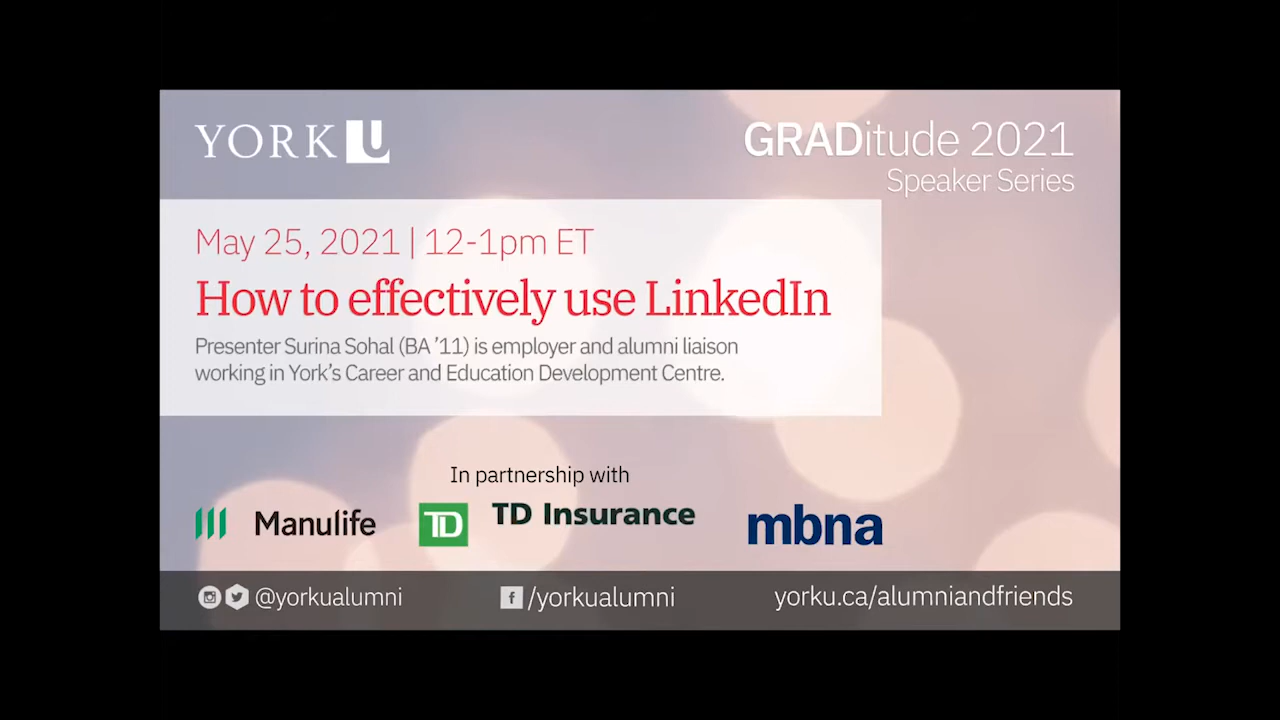 YORK U
GRADitude 2021
Speaker Series
May 25, 2021 | 12-1pm ET
How to effectively use LinkedIn
Presenter Surina Sohal (BA ’11) is employer and alumni liaison
working in York’s Career and Education Development Centre.
In partnership with
Manulife
TD
TD Insurance
mbna
@yorkualumni
/yorkualumni
yorku.ca/alumniandfriends